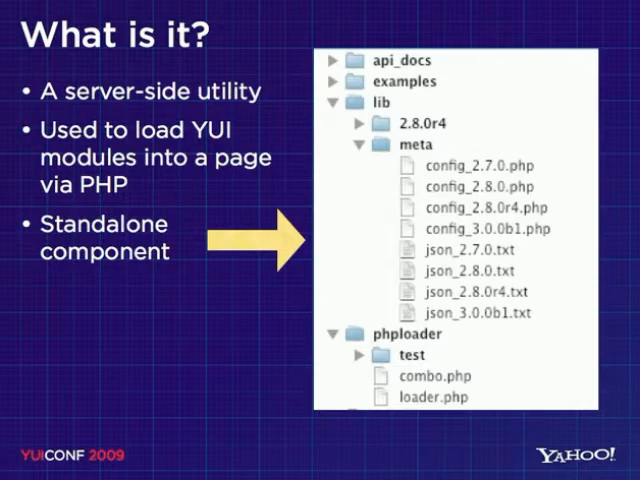 What is it?
• A server-side utility
• Used to load YUI
modules into a page
via PHP
• Standalone
component
api_docs
examples
lib
2.8.0r4
meta
config_2.7.0.php
config_2.8.0.php
config_2.8.0r4.php
config_3.0.0b1.php
json_2.7.0.txt
json_2.8.0.txt
json_2.8.0r4.txt
json_3.0.0b1.txt
phploader
test
combo.php
loader.php
YUICONF 2009
YAHOO!